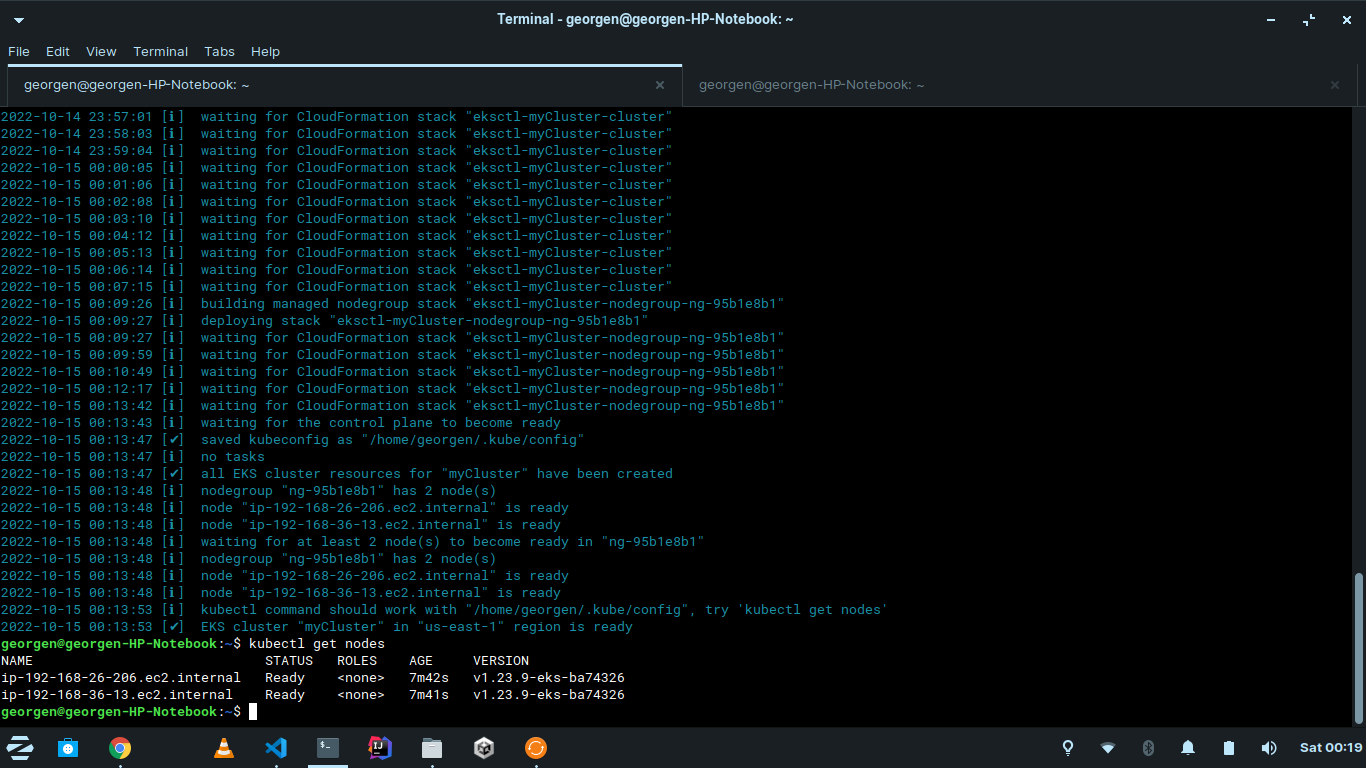 Terminal - georgen@georgen-HP-Notebook: ~
File Edit View Terminal Tabs Help
georgen@georgen-HP-Notebook: ~ georgen@georgen-HP-Notebook: ~
2022-10-14 23:57:01 [ℹ]  waiting for CloudFormation stack "eksctl-myCluster-cluster"
2022-10-14 23:58:03 [ℹ]  waiting for CloudFormation stack "eksctl-myCluster-cluster"
2022-10-14 23:59:04 [ℹ]  waiting for CloudFormation stack "eksctl-myCluster-cluster"
2022-10-15 00:00:05 [ℹ]  waiting for CloudFormation stack "eksctl-myCluster-cluster"
2022-10-15 00:01:06 [ℹ]  waiting for CloudFormation stack "eksctl-myCluster-cluster"
2022-10-15 00:02:08 [ℹ]  waiting for CloudFormation stack "eksctl-myCluster-cluster"
2022-10-15 00:03:10 [ℹ]  waiting for CloudFormation stack "eksctl-myCluster-cluster"
2022-10-15 00:04:12 [ℹ]  waiting for CloudFormation stack "eksctl-myCluster-cluster"
2022-10-15 00:05:13 [ℹ]  waiting for CloudFormation stack "eksctl-myCluster-cluster"
2022-10-15 00:06:14 [ℹ]  waiting for CloudFormation stack "eksctl-myCluster-cluster"
2022-10-15 00:07:15 [ℹ]  waiting for CloudFormation stack "eksctl-myCluster-cluster"
2022-10-15 00:09:26 [ℹ]  building managed nodegroup stack "eksctl-myCluster-nodegroup-ng-95b1e8b1"
2022-10-15 00:09:27 [ℹ]  deploying stack "eksctl-myCluster-nodegroup-ng-95b1e8b1"
2022-10-15 00:09:27 [ℹ]  waiting for CloudFormation stack "eksctl-myCluster-nodegroup-ng-95b1e8b1"
2022-10-15 00:09:59 [ℹ]  waiting for CloudFormation stack "eksctl-myCluster-nodegroup-ng-95b1e8b1"
2022-10-15 00:10:49 [ℹ]  waiting for CloudFormation stack "eksctl-myCluster-nodegroup-ng-95b1e8b1"
2022-10-15 00:12:17 [ℹ]  waiting for CloudFormation stack "eksctl-myCluster-nodegroup-ng-95b1e8b1"
2022-10-15 00:13:42 [ℹ]  waiting for CloudFormation stack "eksctl-myCluster-nodegroup-ng-95b1e8b1"
2022-10-15 00:13:43 [ℹ]  waiting for the control plane to become ready
2022-10-15 00:13:47 [✔]  saved kubeconfig as "/home/georgen/.kube/config"
2022-10-15 00:13:47 [ℹ]  no tasks
2022-10-15 00:13:47 [✔]  all EKS cluster resources for "myCluster" have been created
2022-10-15 00:13:48 [ℹ]  nodegroup "ng-95b1e8b1" has 2 node(s)
2022-10-15 00:13:48 [ℹ]  node "ip-192-168-26-206.ec2.internal" is ready
2022-10-15 00:13:48 [ℹ]  node "ip-192-168-36-13.ec2.internal" is ready
2022-10-15 00:13:48 [ℹ]  waiting for at least 2 node(s) to become ready in "ng-95b1e8b1"
2022-10-15 00:13:48 [ℹ]  nodegroup "ng-95b1e8b1" has 2 node(s)
2022-10-15 00:13:48 [ℹ]  node "ip-192-168-26-206.ec2.internal" is ready
2022-10-15 00:13:48 [ℹ]  node "ip-192-168-36-13.ec2.internal" is ready
2022-10-15 00:13:53 [ℹ]  kubectl command should work with "/home/georgen/.kube/config", try 'kubectl get nodes'
2022-10-15 00:13:53 [✔]  EKS cluster "myCluster" in "us-east-1" region is ready
georgen@georgen-HP-Notebook:~$ kubectl get nodes
NAME                             STATUS   ROLES    AGE     VERSION
ip-192-168-26-206.ec2.internal   Ready    <none>   7m42s   v1.23.9-eks-ba74326
ip-192-168-36-13.ec2.internal    Ready    <none>   7m41s   v1.23.9-eks-ba74326
georgen@georgen-HP-Notebook:~$
Sat 00:19